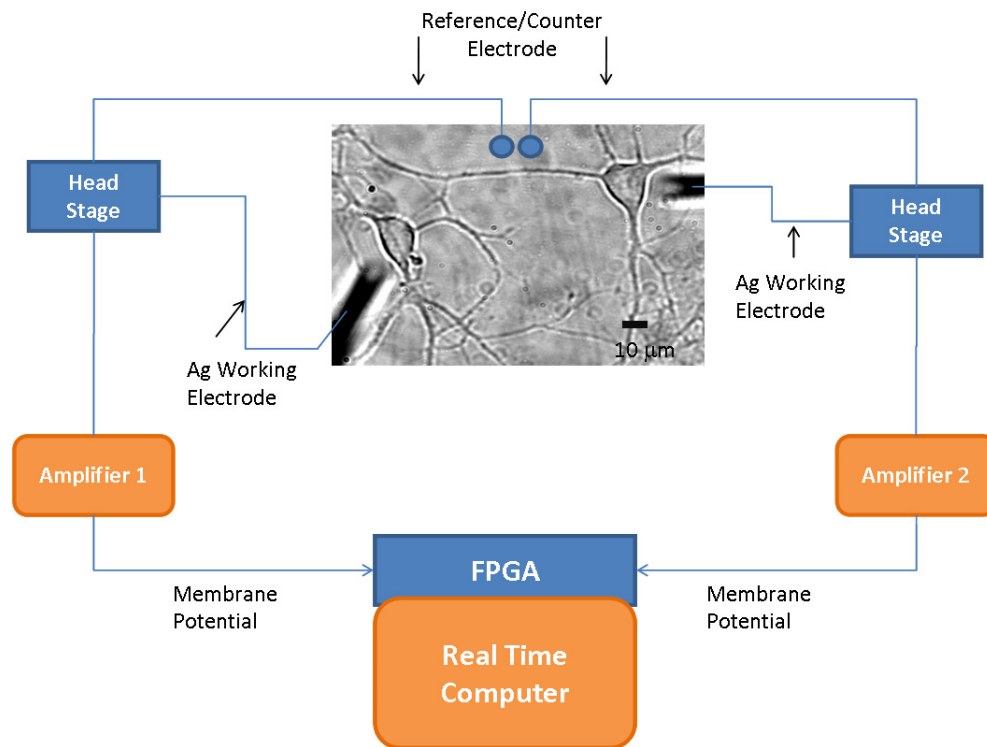 Reference/Counter
Electrode
Head
Stage
Head
Stage
Ag Working
Electrode
10 µm
Ag Working
Electrode
Amplifier 1
Amplifier 2
FPGA
Membrane
Potential
Membrane
Potential
Real Time
Computer